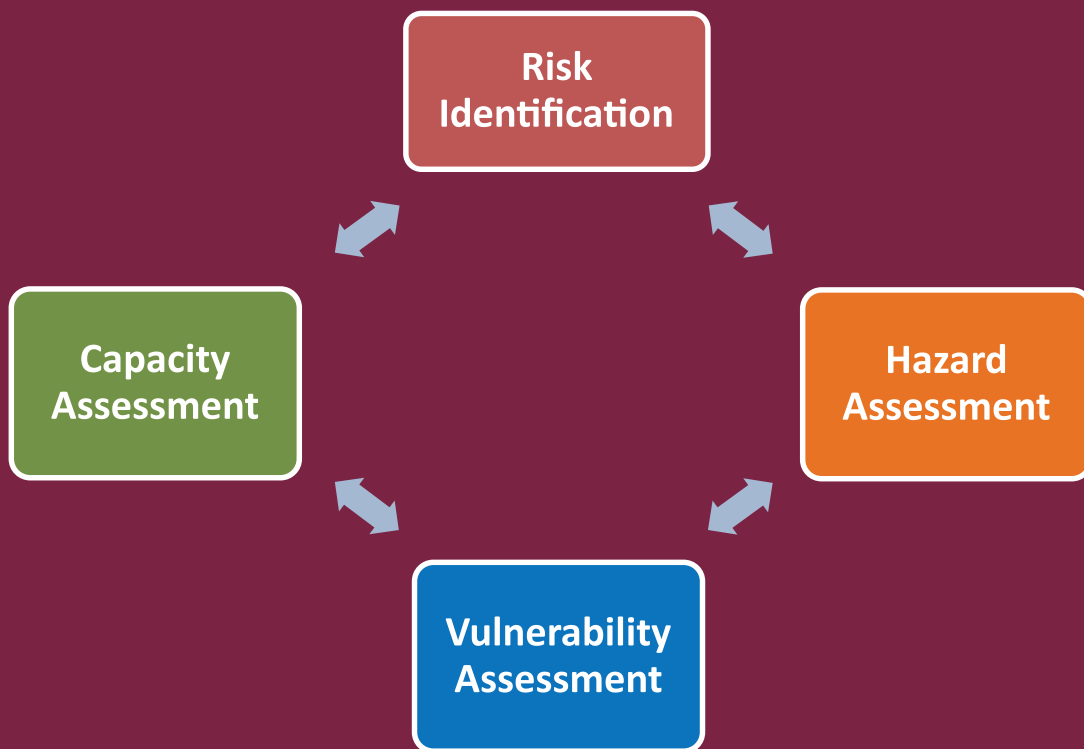 Risk
Identification
Capacity
Assessment
Hazard
Assessment
Vulnerability
Assessment